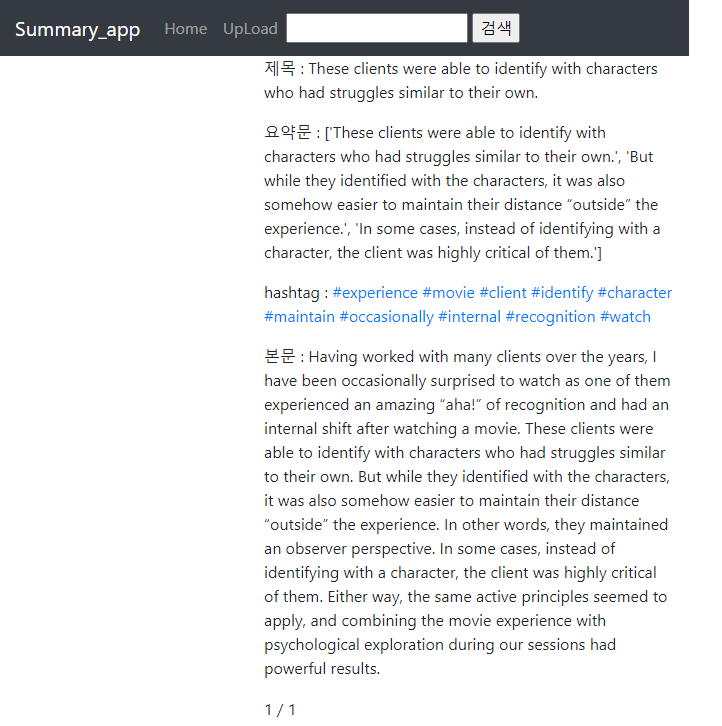 Summary_app Home UpLoad 검색
제목 : These clients were able to identify with characters
who had struggles similar to their own.
요약문 : ['These clients were able to identify with
characters who had struggles similar to their own.', 'But
while they identified with the characters, it was also
somehow easier to maintain their distance “outside” the
experience.', 'In some cases, instead of identifying with a
character, the client was highly critical of them.']
hashtag : #experience #movie #client #identify #character
#maintain #occasionally #internal #recognition #watch
본문 : Having worked with many clients over the years, I
have been occasionally surprised to watch as one of them
experienced an amazing “aha!” of recognition and had an
internal shift after watching a movie. These clients were
able to identify with characters who had struggles similar
to their own. But while they identified with the characters,
it was also somehow easier to maintain their distance
“outside” the experience. In other words, they maintained
an observer perspective. In some cases, instead of
identifying with a character, the client was highly critical
of them. Either way, the same active principles seemed to
apply, and combining the movie experience with
psychological exploration during our sessions had
powerful results.
1 / 1